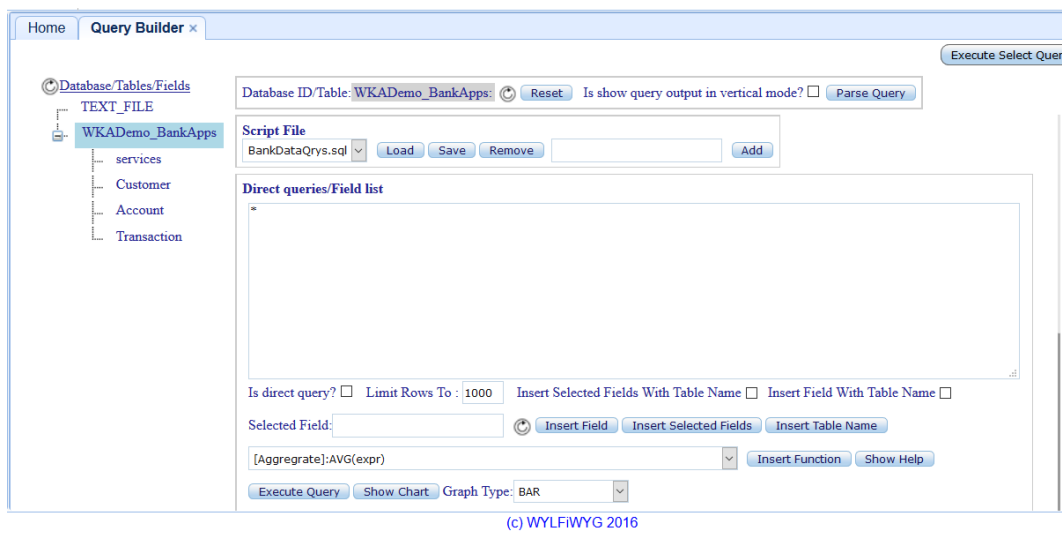 Home Query Builder ×
Execute Select Quer
Database/Tables/Fields
TEXT_FILE
WKADemo_BankApps
services
Customer
Account
Transaction
Database ID/Table: WKADemo_BankApps: Reset Is show query output in vertical mode? Parse Query
Script File
BankDataQrys.sql Load Save Remove Add
Direct queries/Field list
*
Is direct query? Limit Rows To : 1000 Insert Selected Fields With Table Name Insert Field With Table Name
Selected Field: Insert Field Insert Selected Fields Insert Table Name
[Aggregrate]:AVG(expr) Insert Function Show Help
Execute Query Show Chart Graph Type: BAR
(c) WYLFiWYG 2016